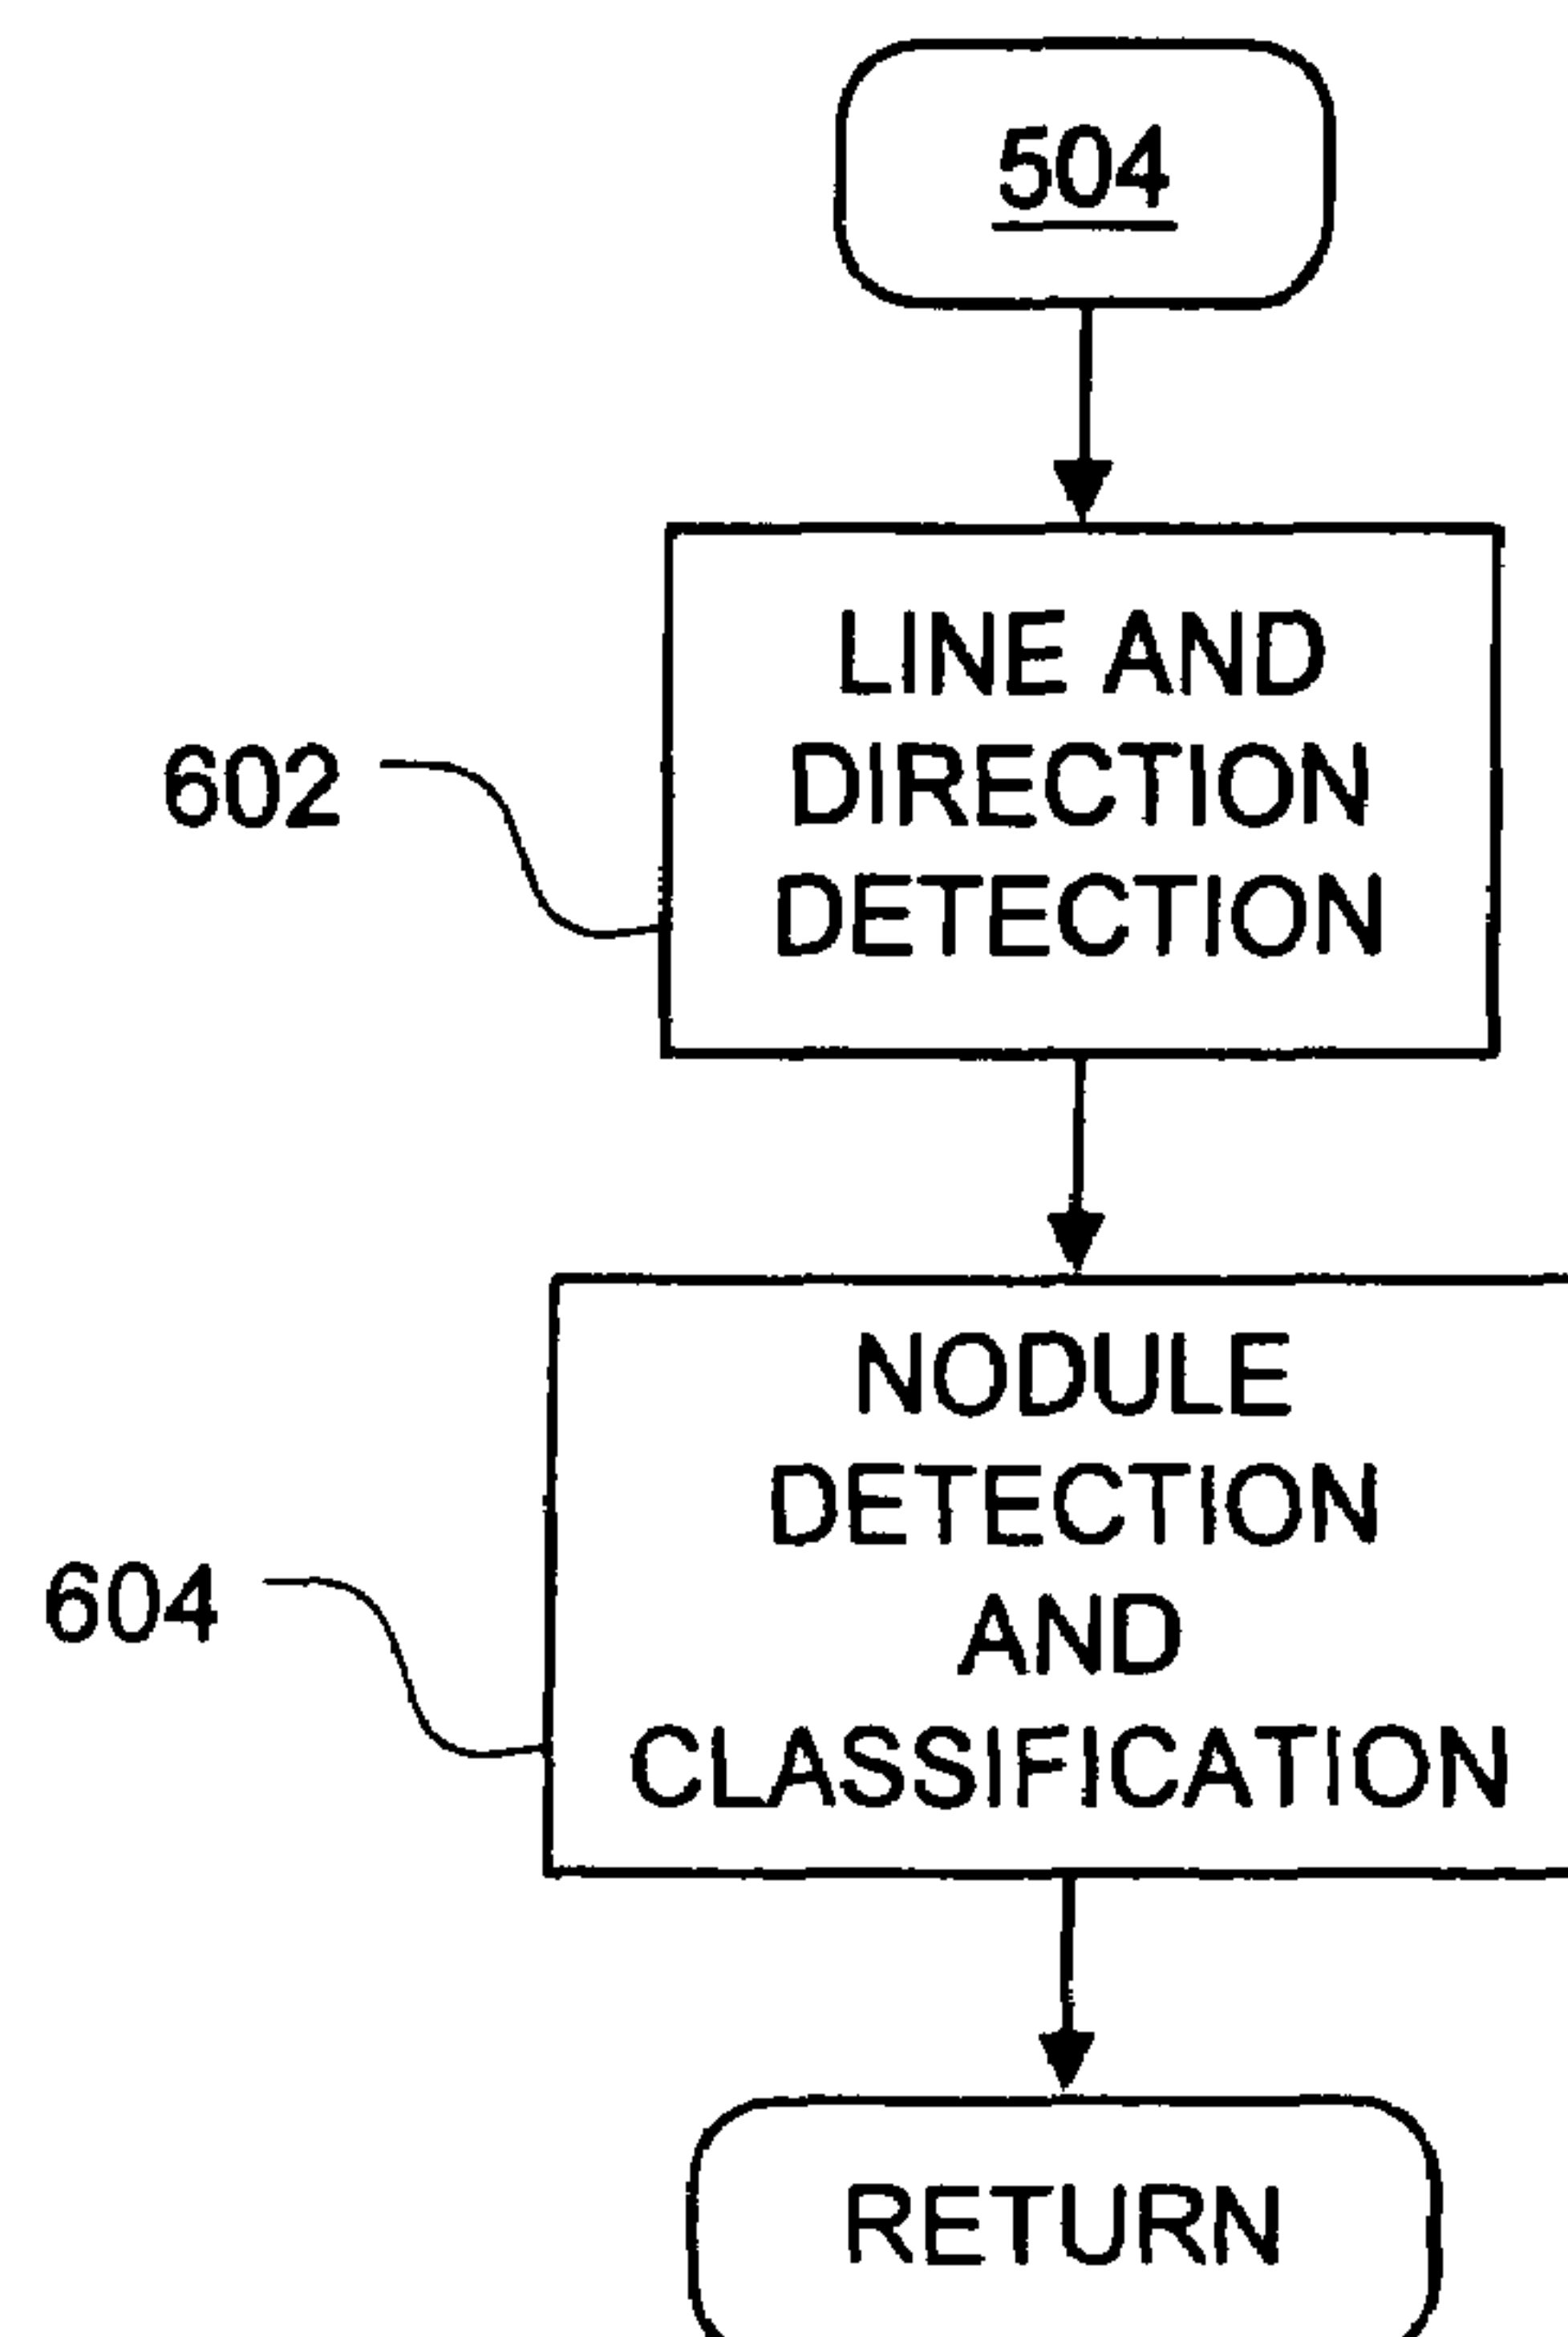 504
LINE AND
DIRECTION
DETECTION
602
NODULE
DETECTION
AND
CLASSIFICATION
604
RETURN